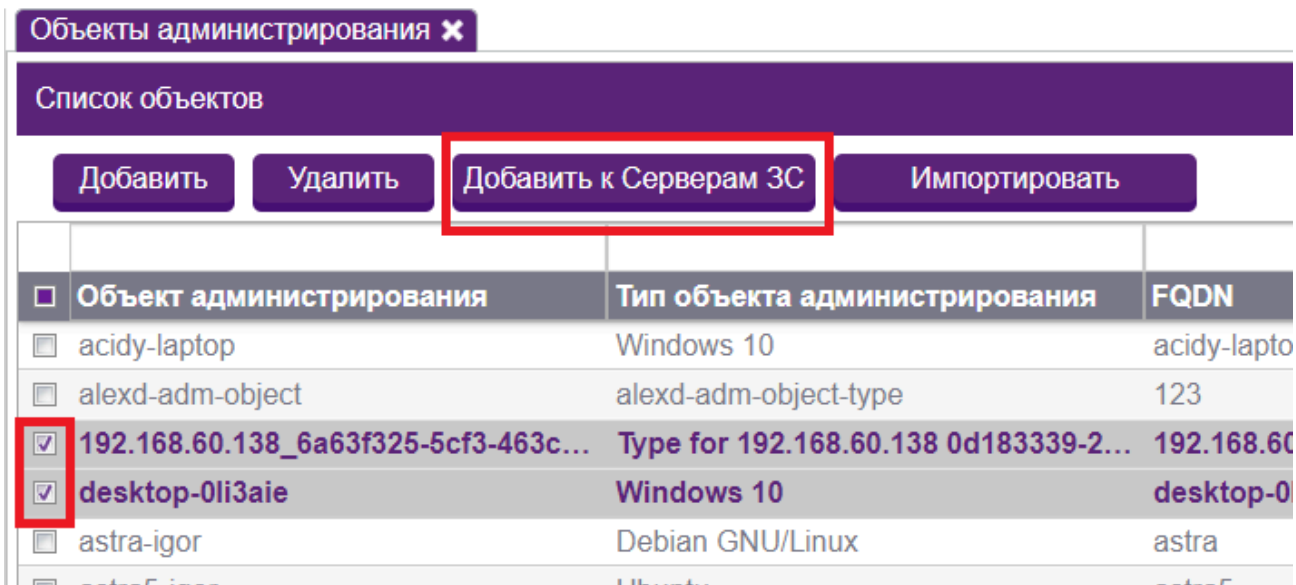 Объекты администрирования
Список объектов
Добавить Удалить Добавить к Серверам ЗС Импортировать
Объект администрирования Тип объекта администрирования FQDN
acidy-laptop Windows 10 acidy-lapto
alexd-adm-object alexd-adm-object-type 123
192.168.60.138_6a63f325-5cf3-463c... Type for 192.168.60.138 0d183339-2... 192.168.60
desktop-0li3aie Windows 10 desktop-0l
astra-igor Debian GNU/Linux astra